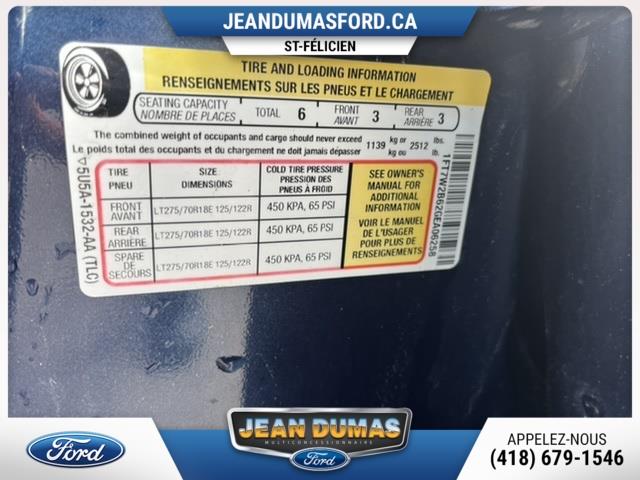 JEANDUMASFORD.CA
ST-FÉLICIEN
TIRE AND LOADING INFORMATION
RENSEIGNEMENTS SUR LES PNEUS ET LE CHARGEMENT
SEATING CAPACITY
NOMBRE DE PLACES
TOTAL 6
FRONT
AVANT 3
REAR
ARRIÈRE 3
The combined weight of occupants and cargo should never exceed 1139 kg or 2512 lbs.
Le poids total des occupants et du chargement ne doit jamais dépasser kg ou lb.
TIRE
PNEU
SIZE
DIMENSIONS
COLD TIRE PRESSURE
PRESSION DES
PNEUS À FROID
FRONT
AVANT
LT275/70R18E 125/122R
450 KPA, 65 PSI
REAR
ARRIÈRE
LT275/70R18E 125/122R
450 KPA, 65 PSI
SPARE
DE
SECOURS
LT275/70R18E 125/122R
450 KPA, 65 PSI
SEE OWNER'S
MANUAL FOR
ADDITIONAL
INFORMATION
VOIR LE MANUEL
DE L'USAGER
POUR PLUS DE
RENSEIGNEMENTS
5U5A-1532-AA (TLC)
1FT7W2B62GEA06258
Ford
JEAN DUMAS
MULTICONCESSIONNAIRE
Ford
APPELEZ-NOUS
(418) 679-1546